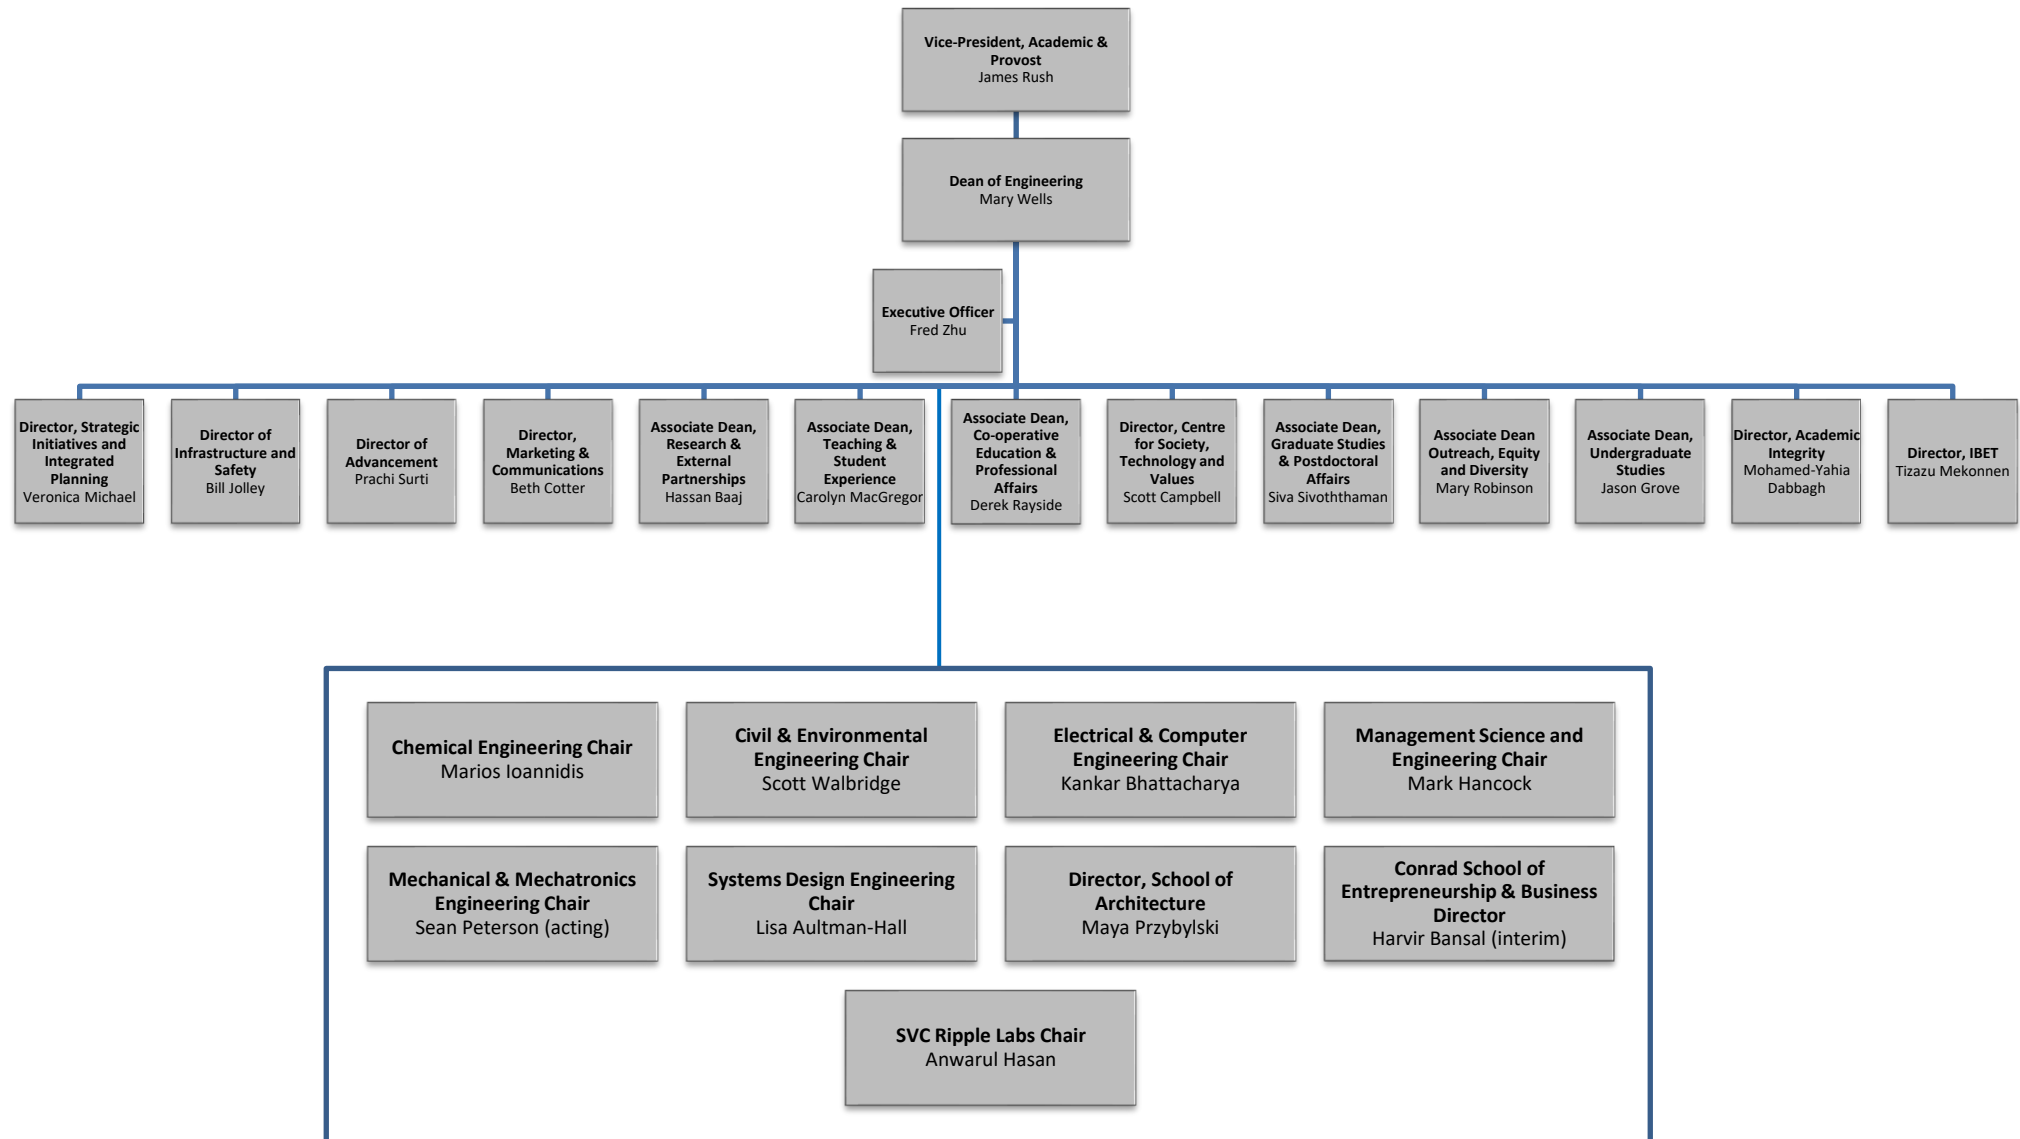 Vice-President, Academic &
Provost
James Rush
Dean of Engineering
Mary Wells
Executive Officer
Fred Zhu
Director, Strategic
Initiatives and
Integrated
Planning
Veronica Michael
Director of
Infrastructure and
Safety
Bill Jolley
Director of
Advancement
Prachi Surti
Director,
Marketing &
Communications
Beth Cotter
Associate Dean,
Research &
External
Partnerships
Hassan Baaj
Associate Dean,
Teaching &
Student
Experience
Carolyn MacGregor
Associate Dean,
Co-operative
Education &
Professional
Affairs
Derek Rayside
Director, Centre
for Society,
Technology and
Values
Scott Campbell
Associate Dean,
Graduate Studies
& Postdoctoral
Affairs
Siva Sivoththaman
Associate Dean
Outreach, Equity
and Diversity
Mary Robinson
Associate Dean,
Undergraduate
Studies
Jason Grove
Director, Academic
Integrity
Mohamed-Yahia
Dabbagh
Director, IBET
Tizazu Mekonnen
Chemical Engineering Chair
Marios Ioannidis
Civil & Environmental
Engineering Chair
Scott Walbridge
Electrical & Computer
Engineering Chair
Kankar Bhattacharya
Management Science and
Engineering Chair
Mark Hancock
Mechanical & Mechatronics
Engineering Chair
Sean Peterson (acting)
Systems Design Engineering
Chair
Lisa Aultman-Hall
Director, School of
Architecture
Maya Przybylski
Conrad School of
Entrepreneurship & Business
Director
Harvir Bansal (interim)
SVC Ripple Labs Chair
Anwarul Hasan